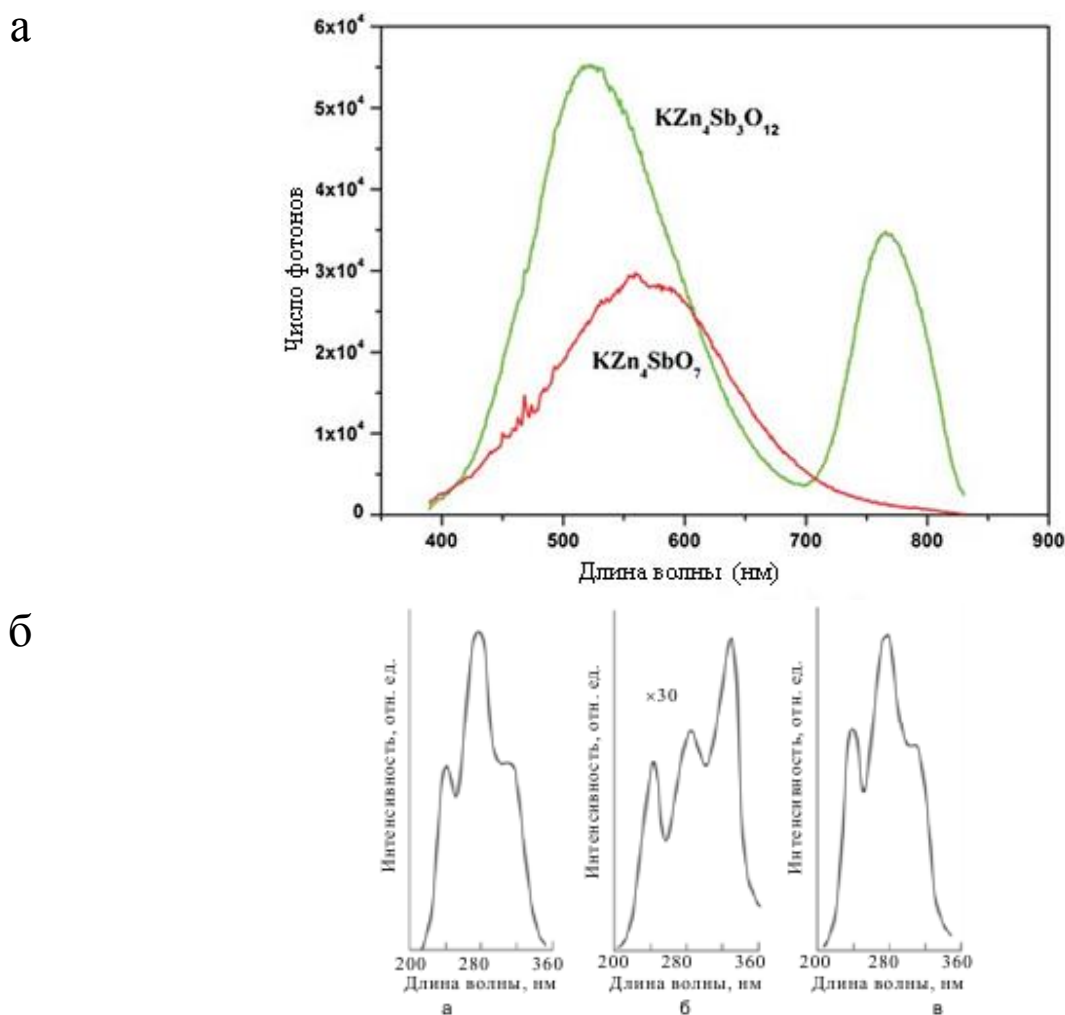 а
6x10⁴
5x10⁴
4x10⁴
3x10⁴
2x10⁴
1x10⁴
0
Число фотонов
KZn₄Sb₃O₁₂
KZn₄SbO₇
400 500 600 700 800 900
Длина волны (нм)
б
Интенсивность, отн. ед.
200 280 360
Длина волны, нм
а
Интенсивность, отн. ед.
×30
200 280 360
Длина волны, нм
б
Интенсивность, отн. ед.
200 280 360
Длина волны, нм
в